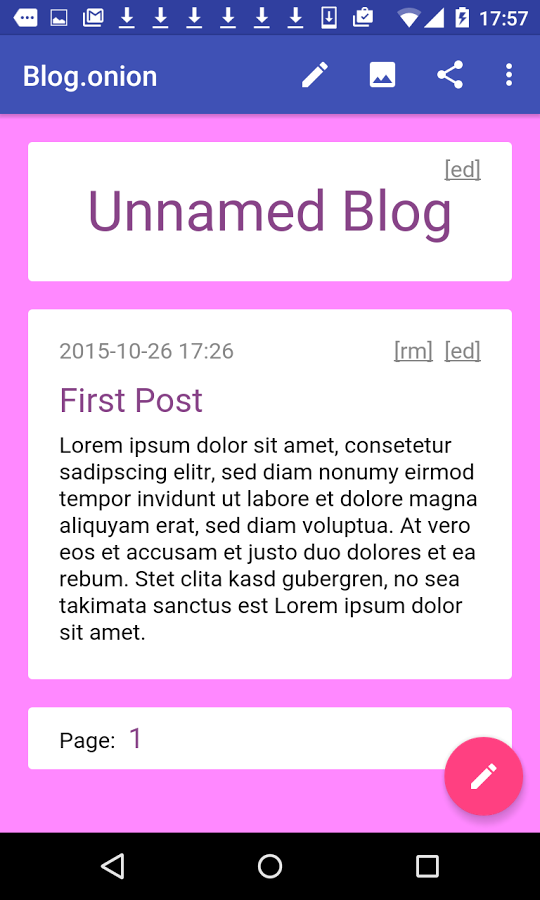 17:57
Blog.onion
[ed]
Unnamed Blog
2015-10-26 17:26 [rm] [ed]
First Post
Lorem ipsum dolor sit amet, consetetur
sadipscing elitr, sed diam nonumy eirmod
tempor invidunt ut labore et dolore magna
aliquyam erat, sed diam voluptua. At vero
eos et accusam et justo duo dolores et ea
rebum. Stet clita kasd gubergren, no sea
takimata sanctus est Lorem ipsum dolor
sit amet.
Page: 1